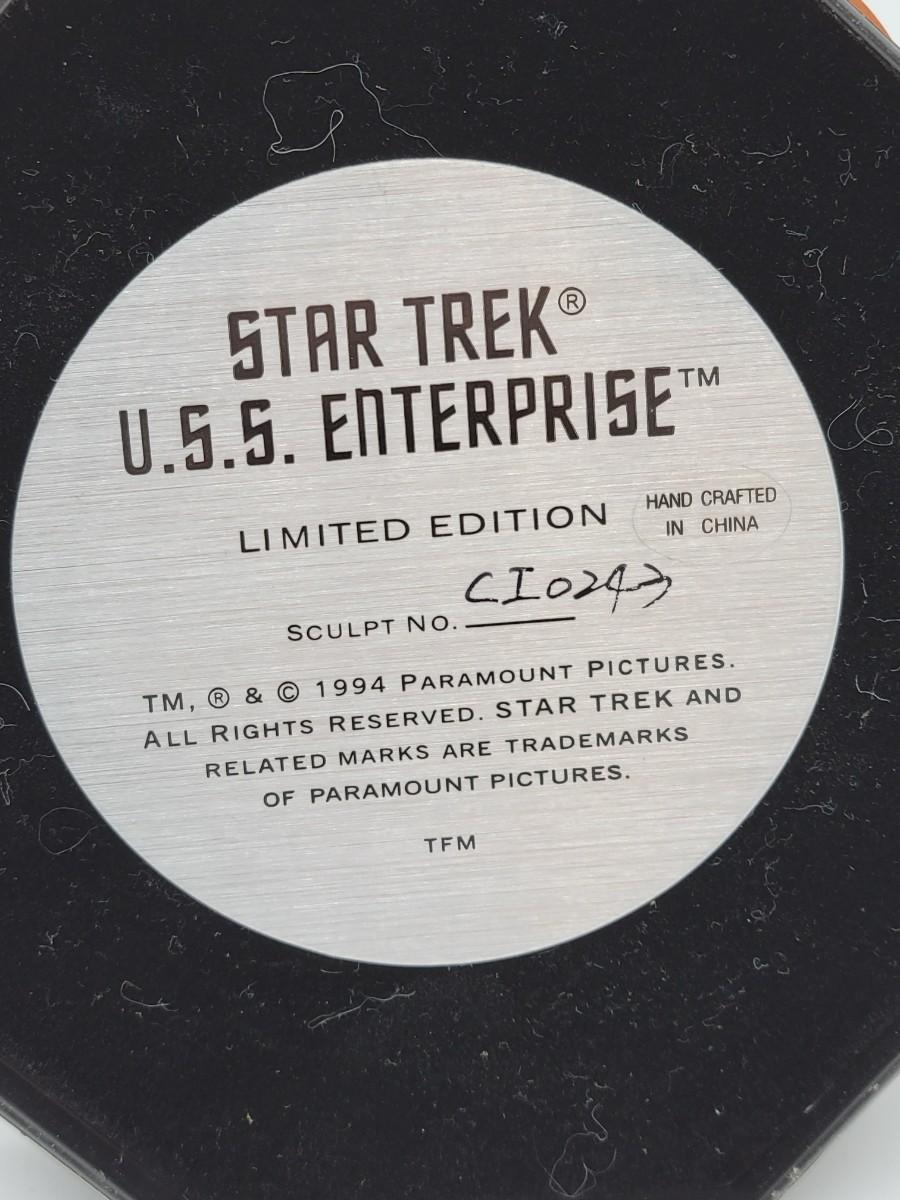 STAR TREK®
U.S.S. ENTERPRISE™
LIMITED EDITION
HAND CRAFTED
IN CHINA
SCULPT NO. CI0243
TM, ® & © 1994 PARAMOUNT PICTURES.
ALL RIGHTS RESERVED. STAR TREK AND
RELATED MARKS ARE TRADEMARKS
OF PARAMOUNT PICTURES.
TFM